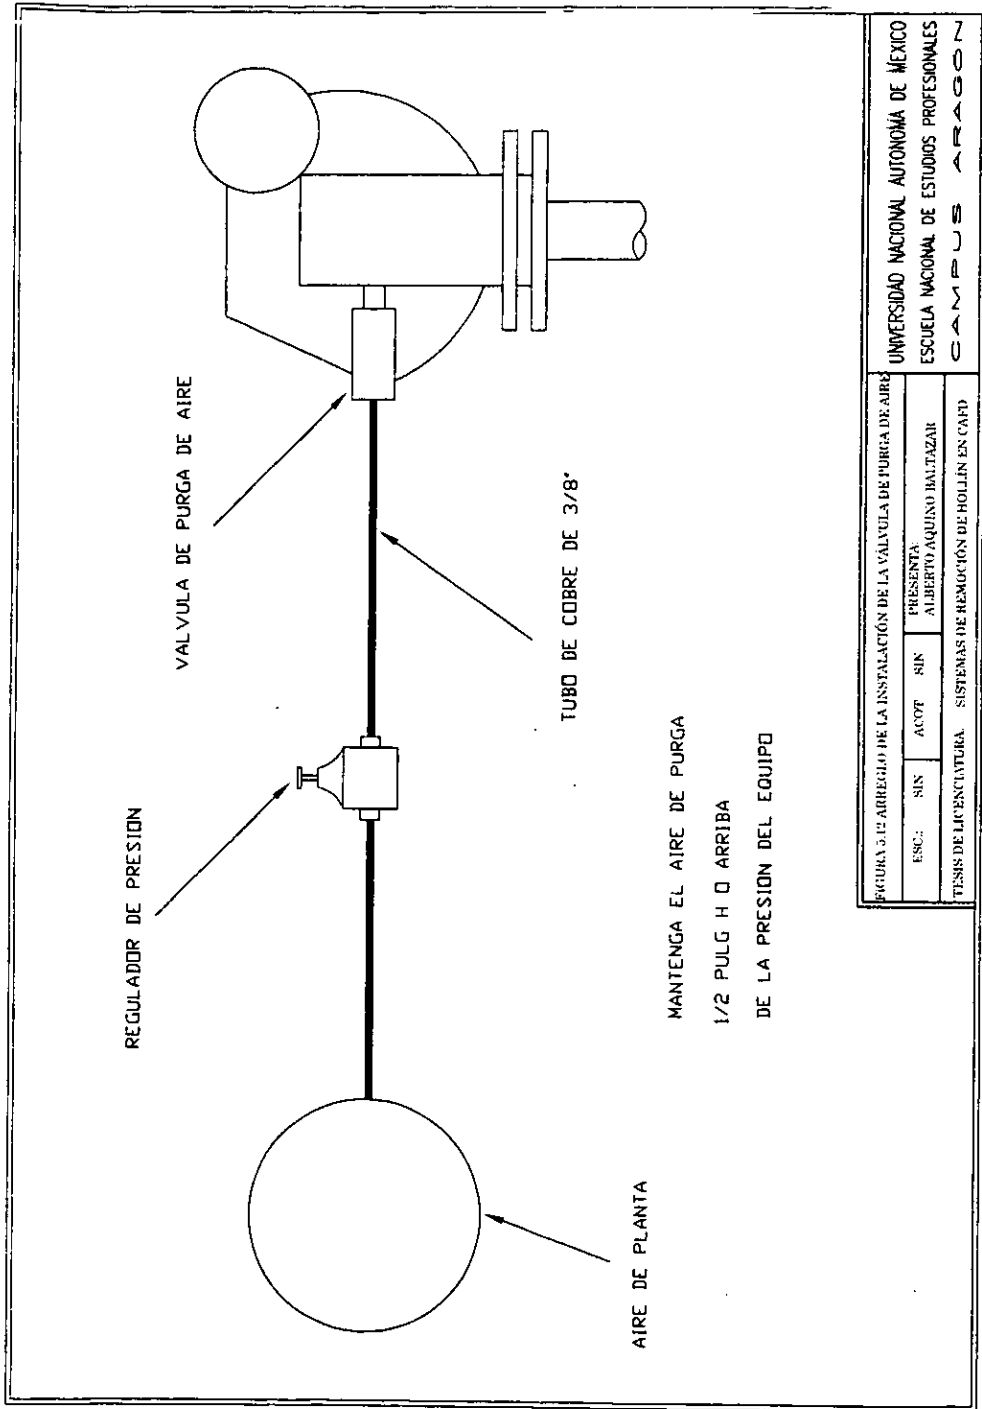 VALVULA DE PURGA DE AIRE
REGULADOR DE PRESION
TUBO DE COBRE DE 3/8"
AIRE DE PLANTA
MANTENGA EL AIRE DE PURGA
1/2 PULG H O ARRIBA
DE LA PRESION DEL EQUIPO
FIGURA 5.12 ARREGLO DE LA INSTALACIÓN DE LA VÁLVULA DE PURGA DE AIRE
ESC.: SIN
ACOT SIN
PRESENTA:
ALBERTO AQUINO BALTAZAR
TESIS DE LICENCIATURA. SISTEMAS DE REMOCIÓN DE HOLLÍN EN CAFD
UNIVERSIDAD NACIONAL AUTONOMA DE MEXICO
ESCUELA NACIONAL DE ESTUDIOS PROFESIONALES
CAMPUS ARAGON